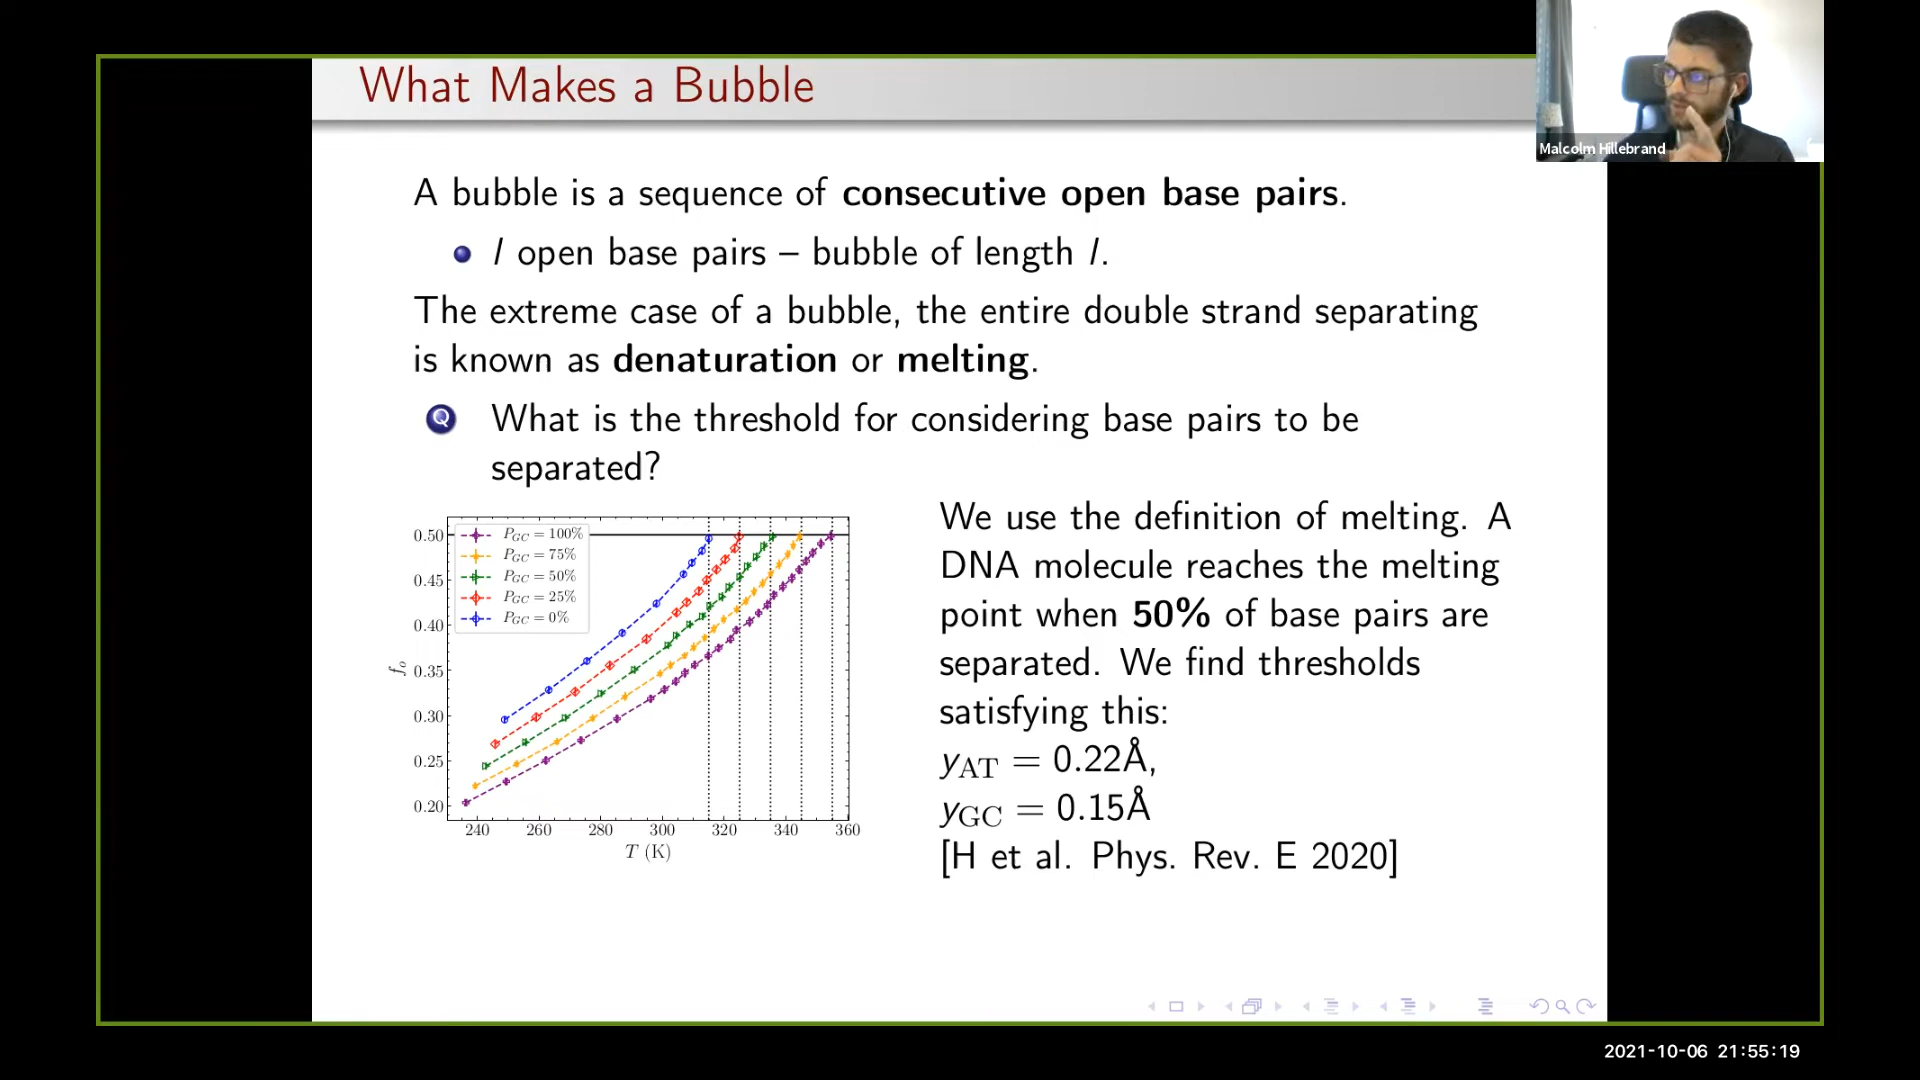 What Makes a Bubble
Malcolm Hillebrand
A bubble is a sequence of consecutive open base pairs.
l open base pairs – bubble of length l.
The extreme case of a bubble, the entire double strand separating
is known as denaturation or melting.
Q What is the threshold for considering base pairs to be
separated?
0.50
0.45
0.40
0.35
0.30
0.25
0.20
f_o
P_GC = 100%
P_GC = 75%
P_GC = 50%
P_GC = 25%
P_GC = 0%
240 260 280 300 320 340 360
T (K)
We use the definition of melting. A
DNA molecule reaches the melting
point when 50% of base pairs are
separated. We find thresholds
satisfying this:
y_AT = 0.22Å,
y_GC = 0.15Å
[H et al. Phys. Rev. E 2020]
2021-10-06 21:55:19